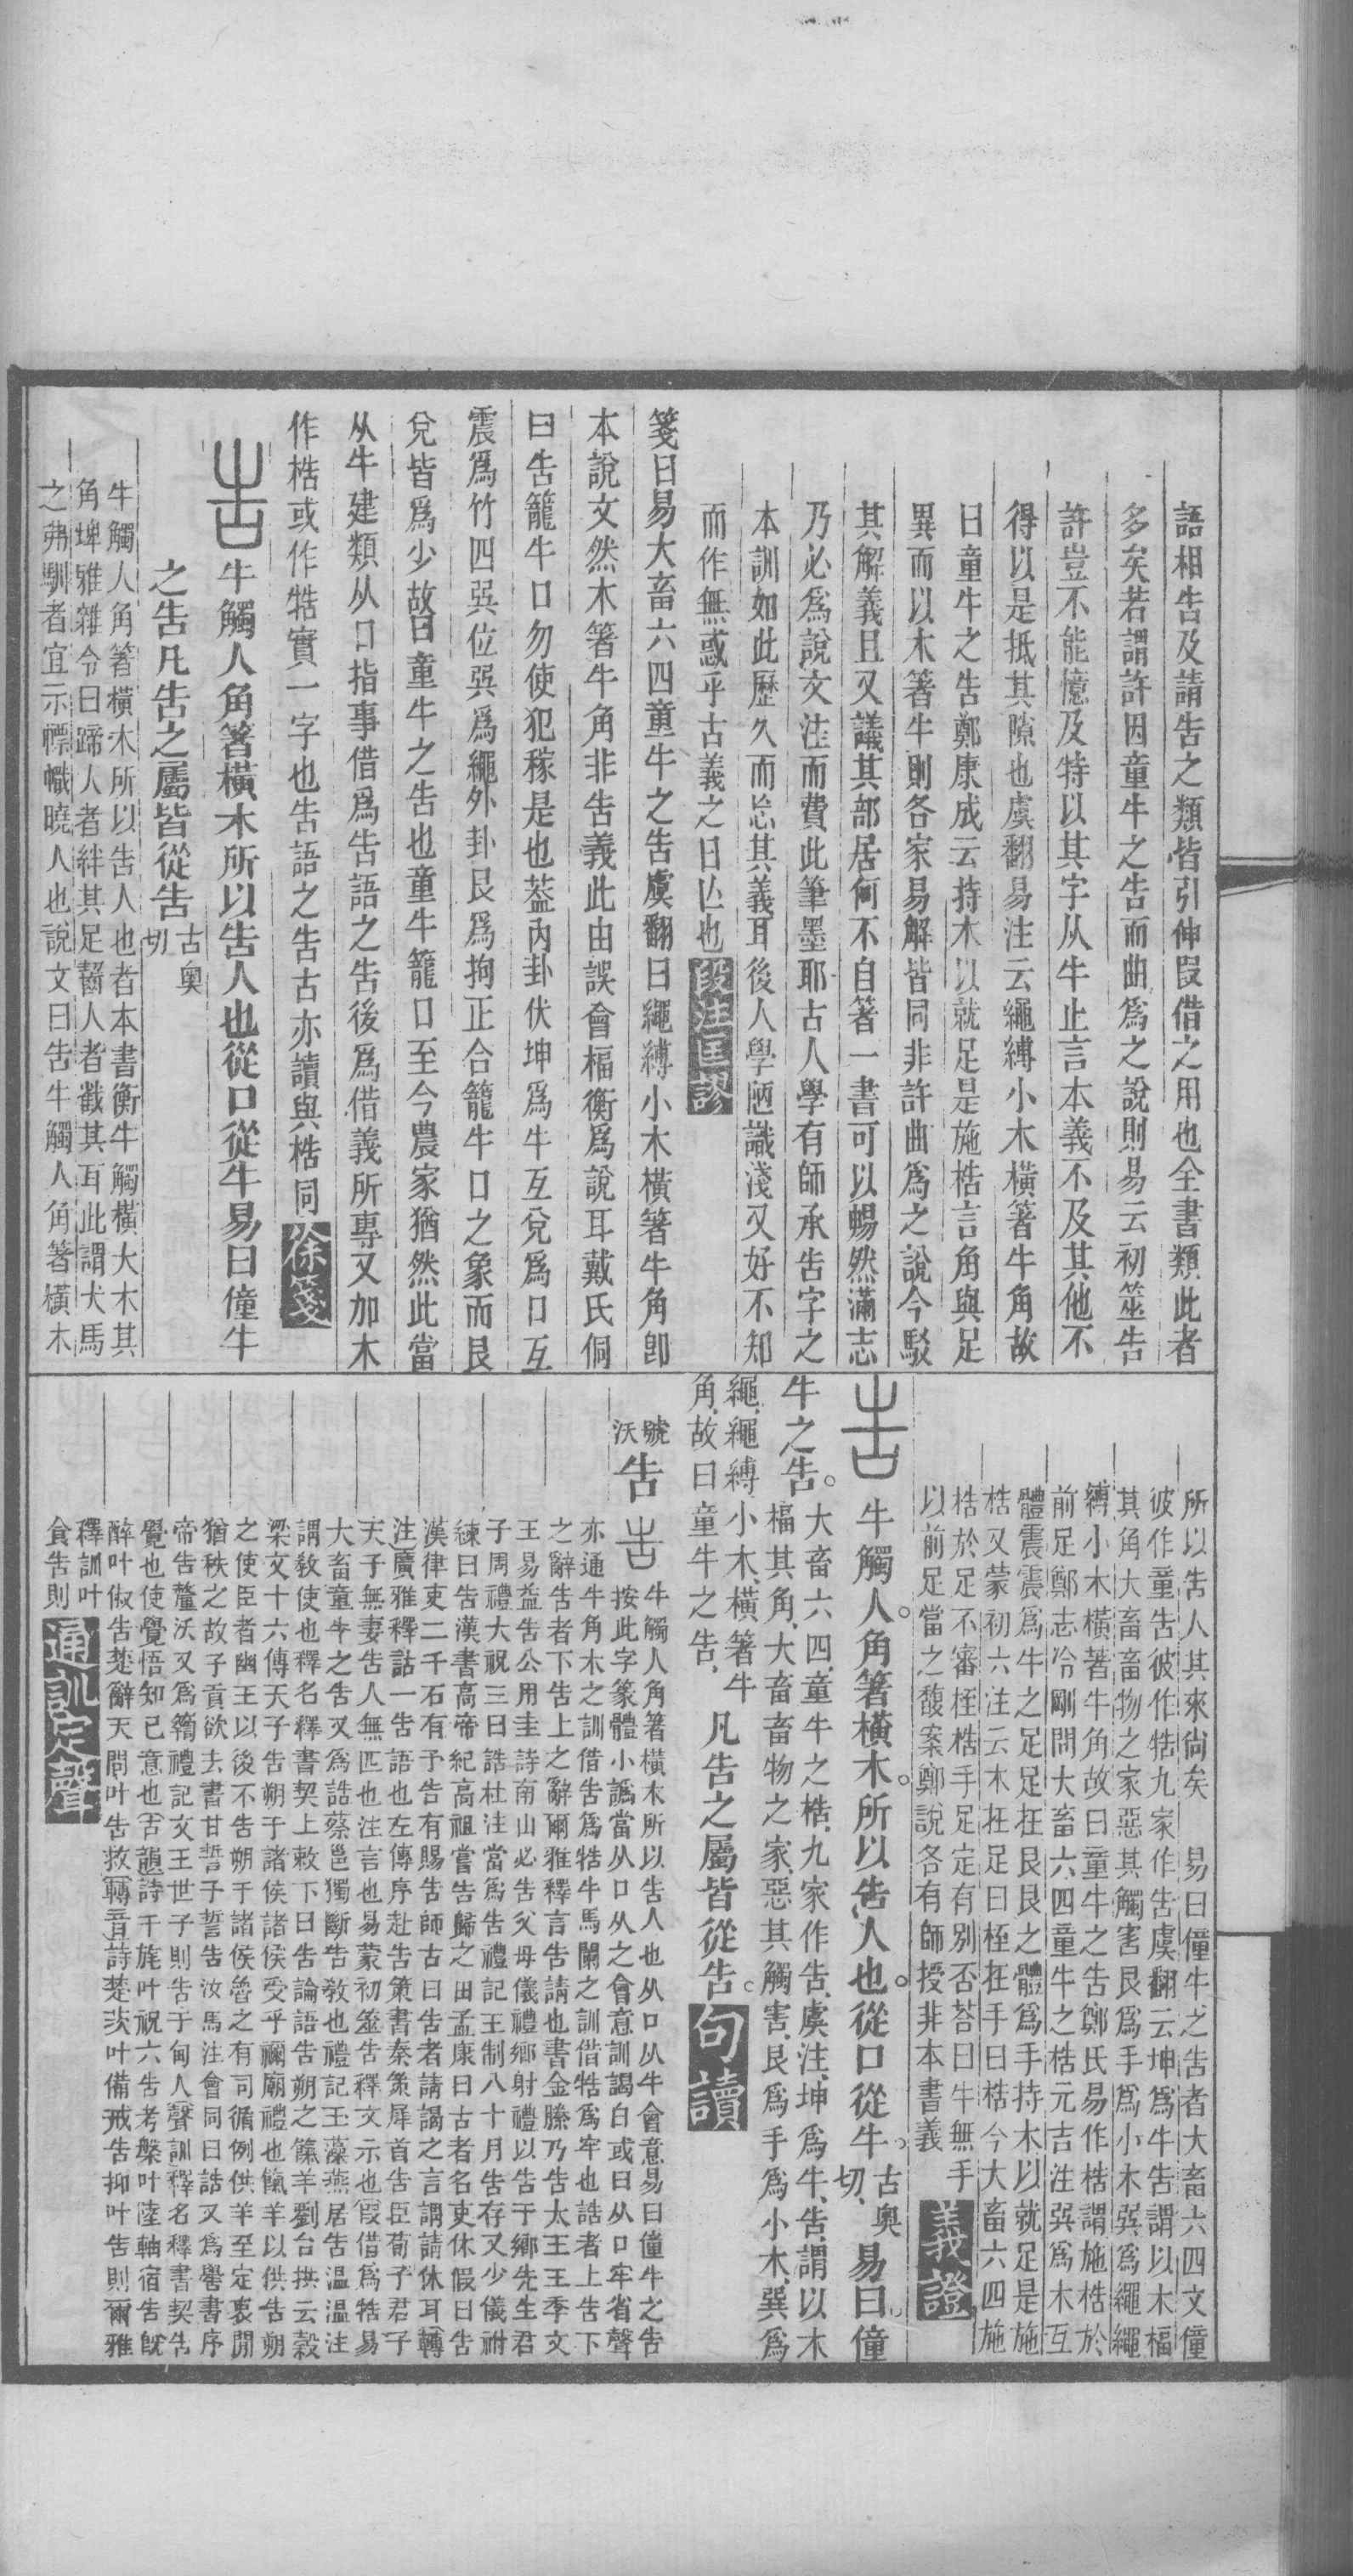 語相告及請告之類皆引伸叚借之用也全書類此者
多矣若謂許因童牛之告而曲爲之說則易云初筮告
許豈不能憶及特以其字从牛止言本義不及其他不
得以是抵其隙也虞翻易注云繩縛小木橫箸牛角故
曰童牛之告鄭康成云持木以就足是施梏言角與足
異而以木箸牛則各家易解皆同非許曲爲之說今駁
其解義且又議其部居何不自箸一書可以暢然滿志
乃必爲說文注而費此筆墨耶古人學有師承告字之
本訓如此歷久而忘其義耳後人學陋識淺又好不知
而作無惑乎古義之日亾也段注匡謬
箋曰易大畜六四童牛之告虞翻曰繩縛小木橫箸牛角卽
本說文然木箸牛角非告義此由誤會楅衡爲說耳戴氏侗
曰告籠牛口勿使犯稼是也葢內卦伏坤爲牛互兌爲口互
震爲竹四巽位巽爲繩外卦艮爲拘正合籠牛口之象而艮
兌皆爲少故曰童牛之告也童牛籠口至今農家猶然此當
从牛建類从口指事借爲告語之告後爲借義所專又加木
作梏或作牿實一字也告語之告古亦讀與梏同徐箋
告牛觸人角箸橫木所以告人也從口從牛易曰僮牛
之告凡告之屬皆從告古奧切
牛觸人角箸橫木所以告人也者本書衡牛觸橫大木其
角埤雅雜令曰蹄人者絆其足齧人者截其耳此謂犬馬
之弗馴者宜示幖幟曉人也說文曰告牛觸人角箸橫木
所以告人其來尙矣　易曰僮牛之告者大畜六四文僮
彼作童告彼作牿九家作告虞翻云坤爲牛告謂以木楅
其角大畜畜物之家惡其觸害艮爲手爲小木巽爲繩繩
縛小木橫著牛角故曰童牛之告鄭氏易作梏謂施梏於
前足鄭志冷剛問大畜六四童牛之梏元吉注巽爲木互
體震震爲牛之足足在艮艮之體爲手持木以就足是施
梏又蒙初六注云木在足曰桎在手曰梏今大畜六四施
梏於足不審桎梏手足定有別否荅曰牛無手
以前足當之馥案鄭說各有師授非本書義義證
告牛觸人角箸橫木所以告人也從口從牛古奧切易曰僮
牛之告大畜六四童牛之梏九家作告虞注坤爲牛告謂以木
楅其角大畜畜物之家惡其觸害艮爲手爲小木巽爲
繩繩縛小木橫箸牛
角故曰童牛之告凡告之屬皆從告句讀
號沃告告牛觸人角箸橫木所以告人也从口从牛會意易曰僮牛之告
按此字篆體小譌當从口从之會意訓謁白或曰从口牢省聲
亦通牛角木之訓借告爲牿牛馬闌之訓借牿爲牢也誥者上告下
之辭告者下告上之辭爾雅釋言告請也書金縢乃告太王王季文
王易益告公用圭詩南山必告父母儀禮鄉射禮以告于鄉先生君
子周禮大祝三曰誥杜注當爲告禮記王制八十月告存又少儀祔
練曰告漢書高帝紀高祖嘗告歸之田孟康曰古者名吏休假曰告
漢律吏二千石有予告有賜告師古曰告者請謁之言謂請休耳轉
注廣雅釋詁一告語也左傳序赴告策書秦策犀首告臣荀子君子
天子無妻告人無匹也注言也易蒙初筮告釋文示也叚借爲牿易
大畜童牛之告又爲誥蔡邕獨斷告教也禮記玉藻燕居告溫溫注
謂教使也釋名釋書契上敕下曰告論語告朔之餼羊劉台拱云穀
梁文十六傳天子告朔于諸侯諸侯受乎禰廟禮也餼羊以供告朔
之使臣者幽王以後不告朔于諸侯魯之有司循例供羊至定哀閒
猶秩之故子貢欲去書甘誓予誓告汝馬注會同曰誥又爲嚳書序
帝告釐沃又爲鞫禮記文王世子則告于甸人聲訓釋名釋書契告
覺也使覺悟知已意也古韻詩干旄叶祝六告考槃叶陸軸宿告旣
醉叶俶告楚辭天問叶告救轉音詩楚茨叶備戒告抑叶告則爾雅
釋訓叶
食告則通訓定聲